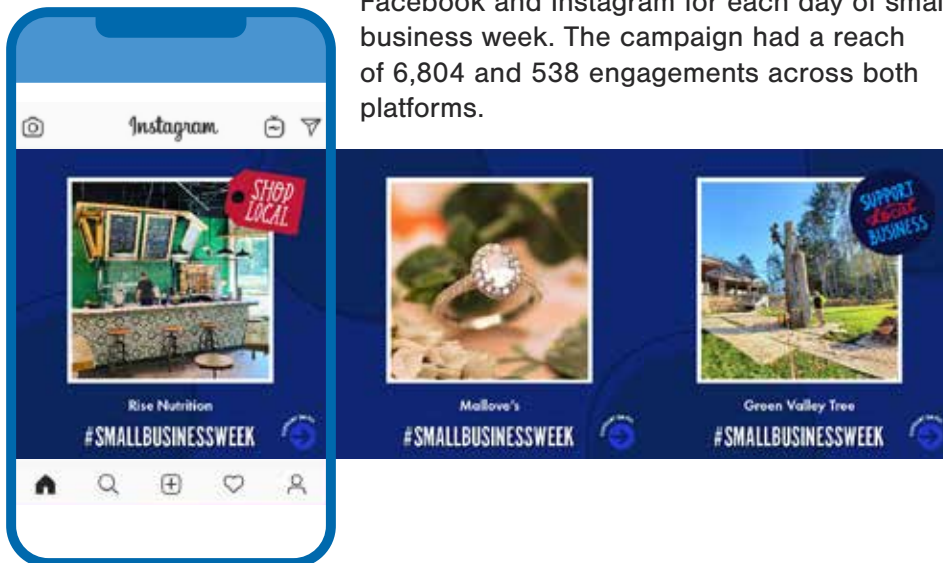 Facebook and Instagram for each day of small
business week. The campaign had a reach
of 6,804 and 538 engagements across both
platforms.
Instagram
SHOP
LOCAL
SUPPORT
Local
BUSINESS
Rise Nutrition
Mallove's
Green Valley Tree
#SMALLBUSINESSWEEK
#SMALLBUSINESSWEEK
#SMALLBUSINESSWEEK